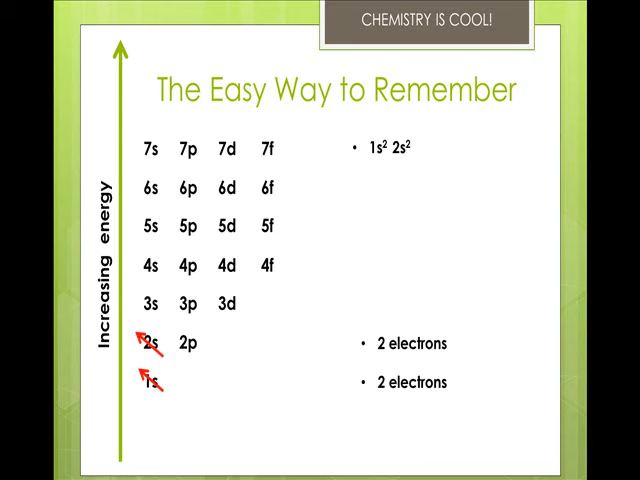 CHEMISTRY IS COOL!
The Easy Way to Remember
Increasing energy
7s 7p 7d 7f
• 1s² 2s²
6s 6p 6d 6f
5s 5p 5d 5f
4s 4p 4d 4f
3s 3p 3d
2s 2p
• 2 electrons
1s
• 2 electrons